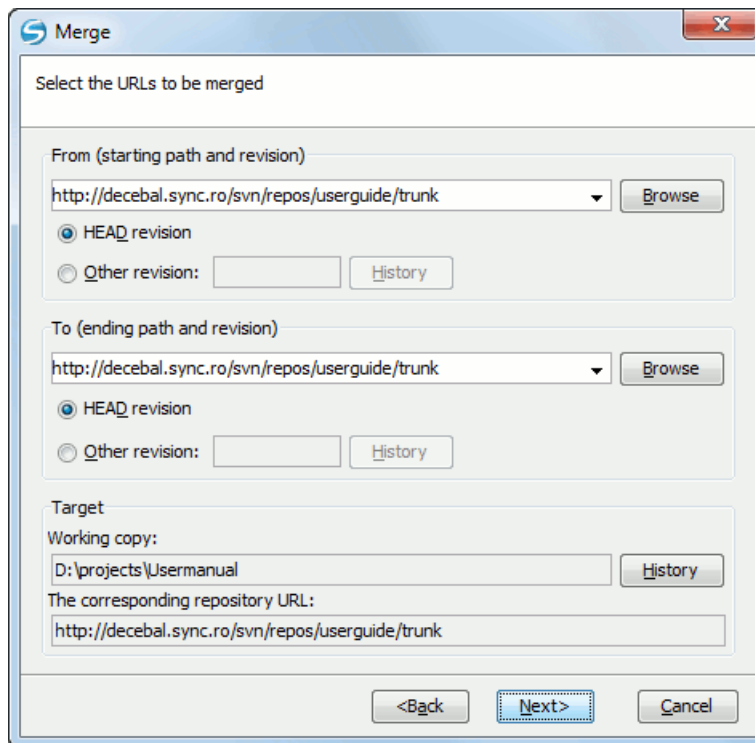 Merge
Select the URLs to be merged
From (starting path and revision)
http://decebal.sync.ro/svn/repos/userguide/trunk Browse
HEAD revision
Other revision: History
To (ending path and revision)
http://decebal.sync.ro/svn/repos/userguide/trunk Browse
HEAD revision
Other revision: History
Target
Working copy:
D:\projects\Usermanual History
The corresponding repository URL:
http://decebal.sync.ro/svn/repos/userguide/trunk
<Back Next> Cancel